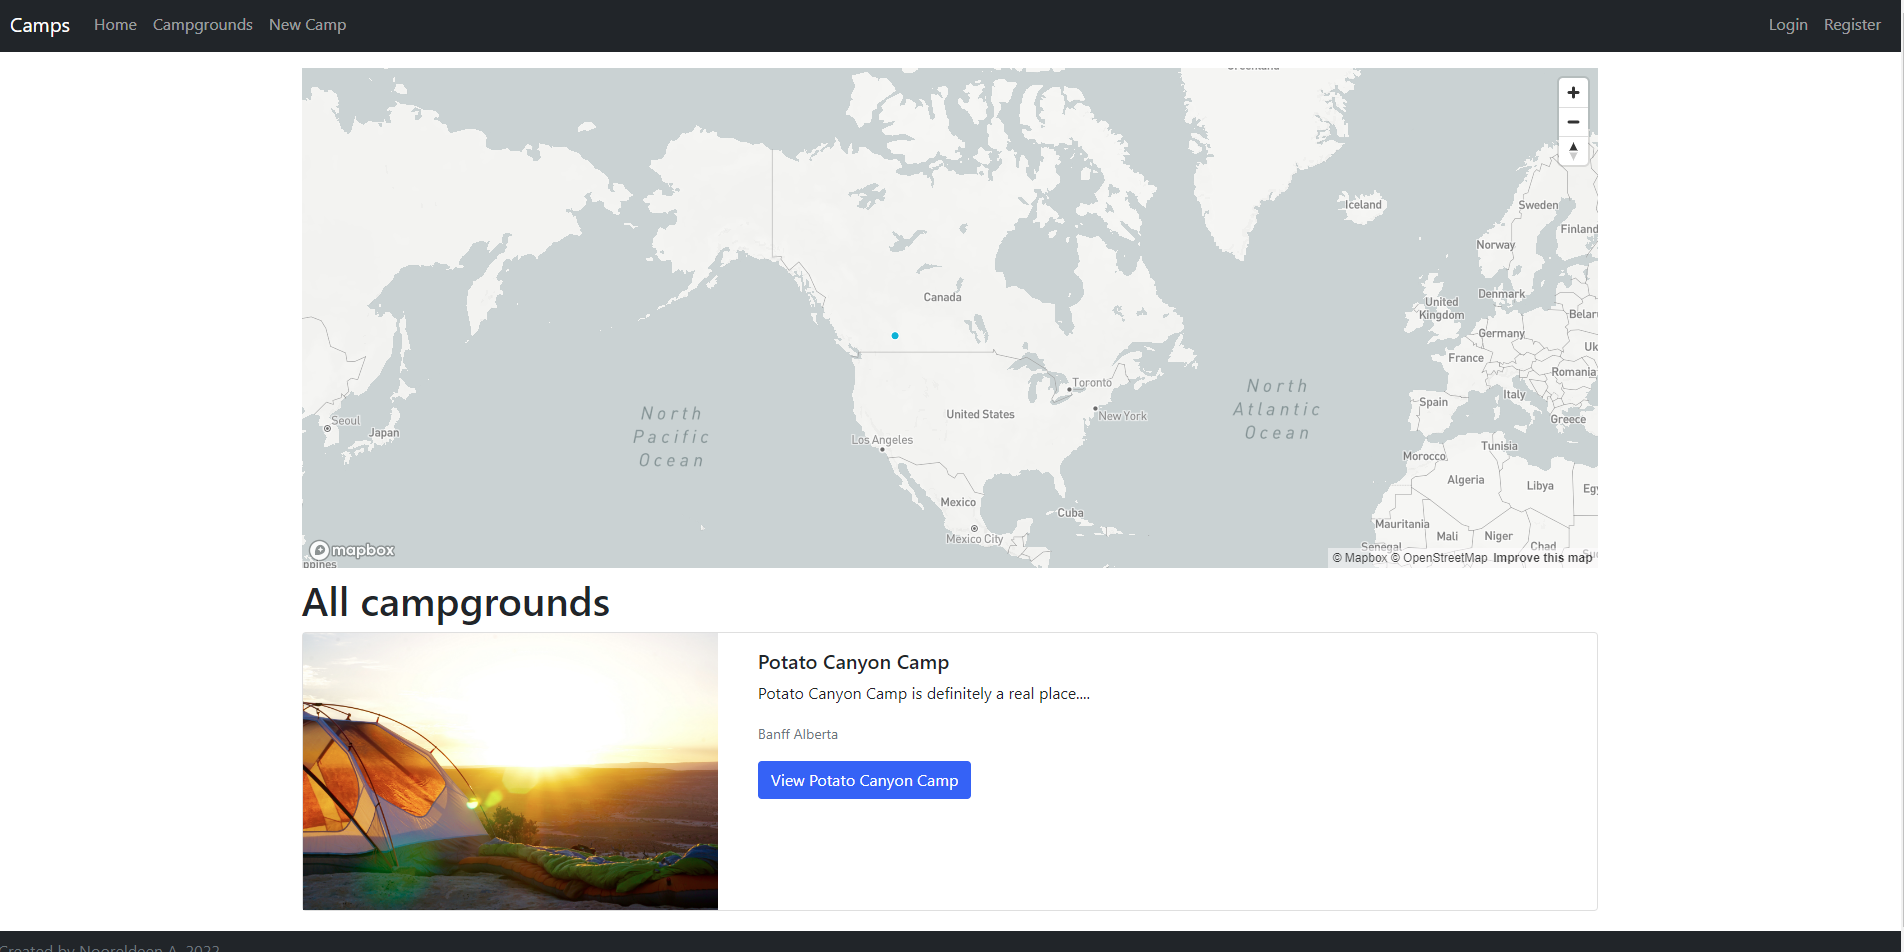 Camps Home Campgrounds New Camp Login Register
Greenland
+
−
Iceland
Sweden
Finland
Norway
Canada
United
Kingdom
Denmark
Belar
Germany
Uk
France
Romania
Toronto
North
Atlantic
Ocean
Spain
Italy
Greece
North
Pacific
Ocean
United States
New York
Seoul
Japan
Los Angeles
Tunisia
Morocco
Algeria
Libya
Egy
Mexico
Cuba
Mexico City
Mauritania
Mali
Niger
Senegal
Chad
Su
mapbox
ppines
© Mapbox © OpenStreetMap Improve this map
All campgrounds
Potato Canyon Camp
Potato Canyon Camp is definitely a real place....
Banff Alberta
View Potato Canyon Camp
Created by Nooreldeen A. 2022